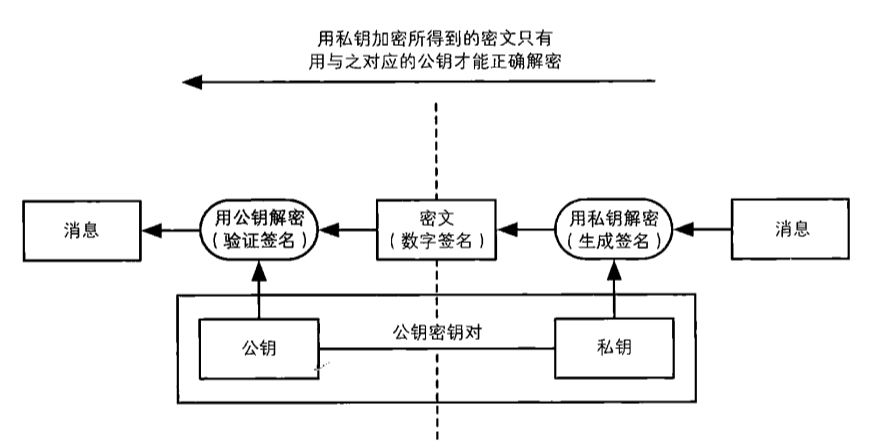 用私钥加密所得到的密文只有
用与之对应的公钥才能正确解密
消息
用公钥解密
（验证签名）
密文
（数字签名）
用私钥解密
（生成签名）
消息
公钥
公钥密钥对
私钥